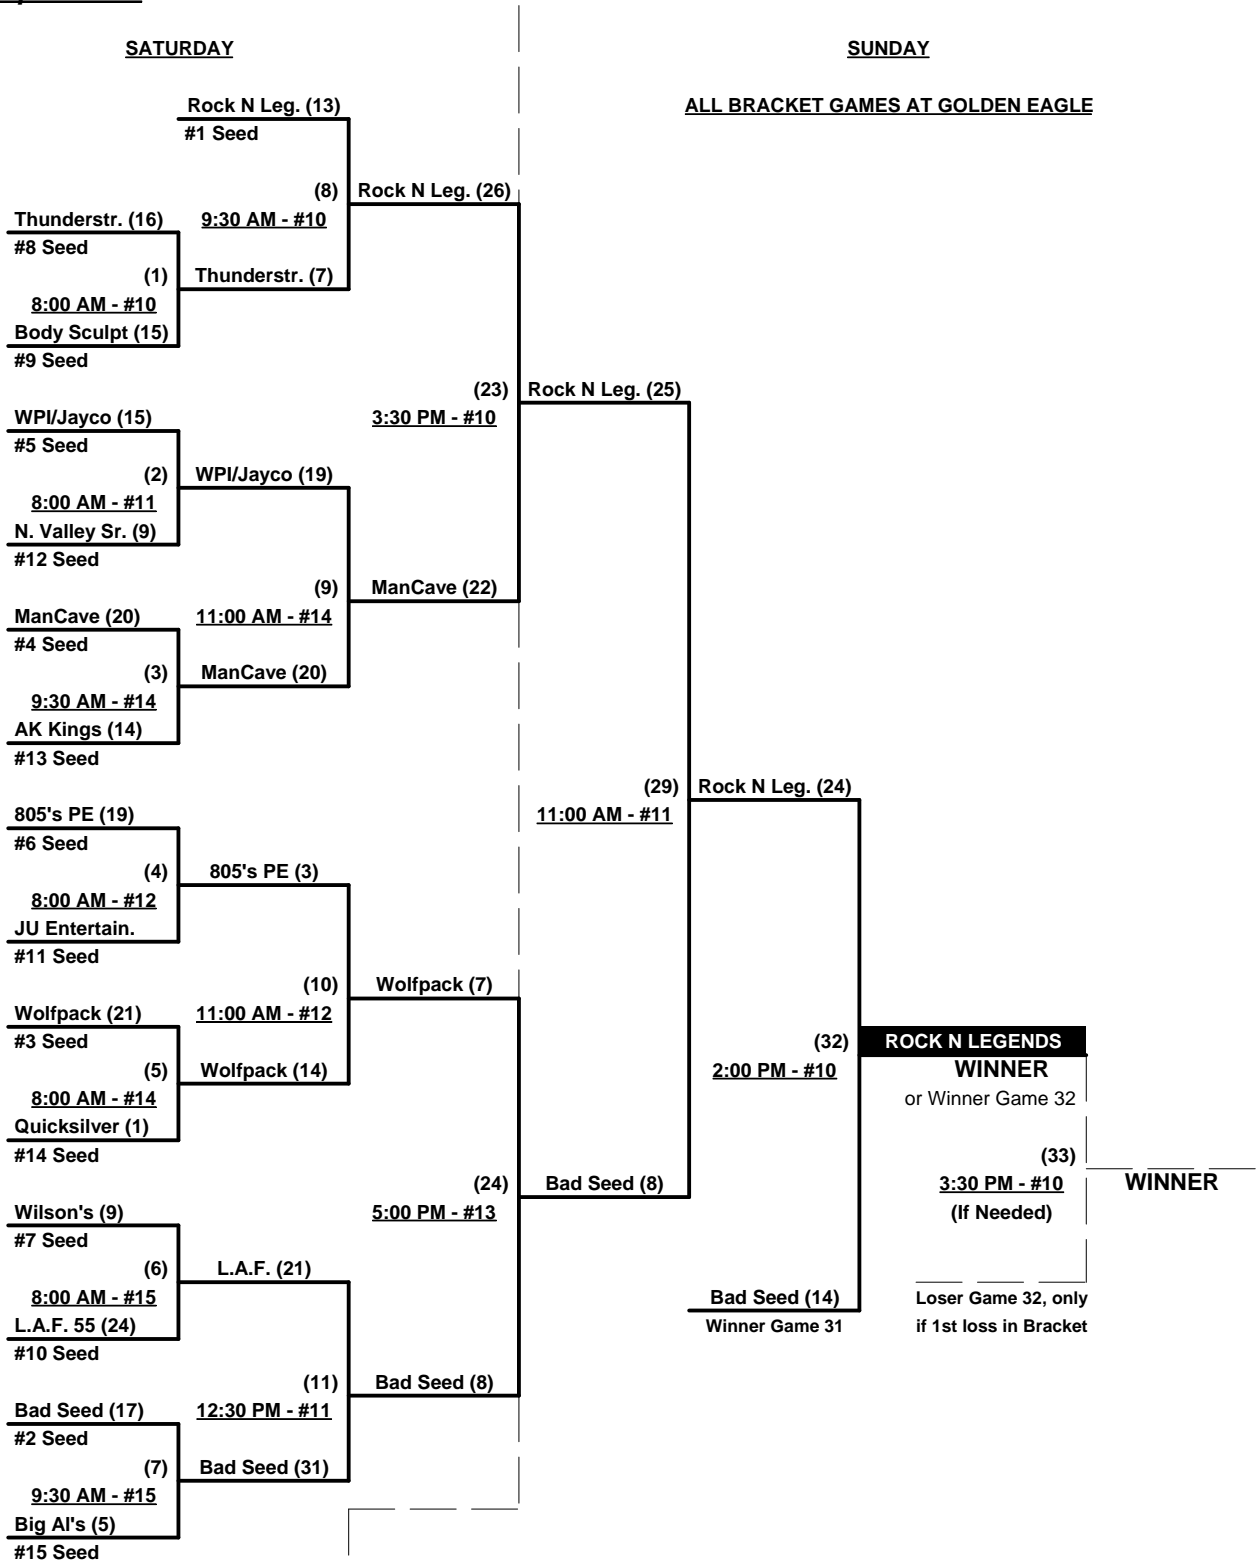 SATURDAY
SUNDAY
Rock N Leg. (13)
ALL BRACKET GAMES AT GOLDEN EAGLE
#1 Seed
(8)
Rock N Leg. (26)
Thunderstr. (16)
9:30 AM - #10
#8 Seed
(1)
Thunderstr. (7)
8:00 AM - #10
Body Sculpt (15)
#9 Seed
(23)
Rock N Leg. (25)
WPI/Jayco (15)
3:30 PM - #10
#5 Seed
(2)
WPI/Jayco (19)
8:00 AM - #11
N. Valley Sr. (9)
#12 Seed
(9)
ManCave (22)
ManCave (20)
11:00 AM - #14
#4 Seed
(3)
ManCave (20)
9:30 AM - #14
AK Kings (14)
#13 Seed
(29)
Rock N Leg. (24)
805's PE (19)
11:00 AM - #11
#6 Seed
(4)
805's PE (3)
8:00 AM - #12
JU Entertain.
#11 Seed
(10)
Wolfpack (7)
Wolfpack (21)
11:00 AM - #12
#3 Seed
(32)
ROCK N LEGENDS
(5)
Wolfpack (14)
2:00 PM - #10
WINNER
8:00 AM - #14
or Winner Game 32
Quicksilver (1)
#14 Seed
(33)
(24)
Bad Seed (8)
3:30 PM - #10
WINNER
Wilson's (9)
5:00 PM - #13
(If Needed)
#7 Seed
(6)
L.A.F. (21)
8:00 AM - #15
Bad Seed (14)
Loser Game 32, only
L.A.F. 55 (24)
Winner Game 31
if 1st loss in Bracket
#10 Seed
(11)
Bad Seed (8)
Bad Seed (17)
12:30 PM - #11
#2 Seed
(7)
Bad Seed (31)
9:30 AM - #15
Big Al's (5)
#15 Seed